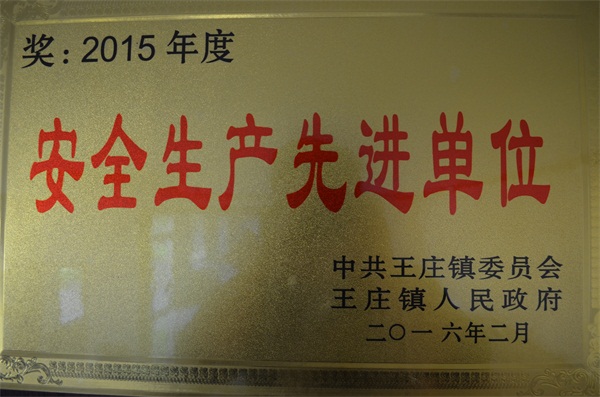 奖:2015年度
安全生产先进单位
中共王庄镇委员会
王庄镇人民政府
二〇一六年二月